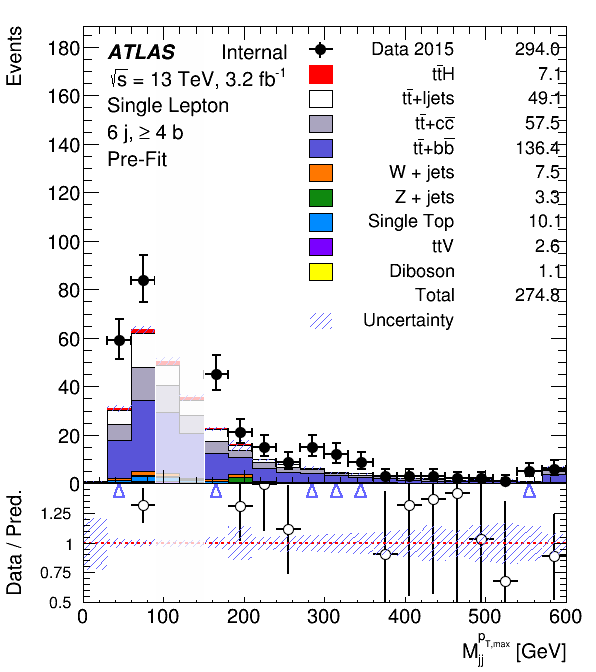 Events
ATLAS Internal
√s = 13 TeV, 3.2 fb⁻¹
Single Lepton
6 j, ≥ 4 b
Pre-Fit
Data 2015 294.0
tt̄H 7.1
tt̄+ljets 49.1
tt̄+cc̄ 57.5
tt̄+bb̄ 136.4
W + jets 7.5
Z + jets 3.3
Single Top 10.1
ttV 2.6
Diboson 1.1
Total 274.8
Uncertainty
180
160
140
120
100
80
60
40
20
0
Data / Pred.
1.25
1
0.75
0.5
0 100 200 300 400 500 600
M_jj^{p_{T,max}} [GeV]